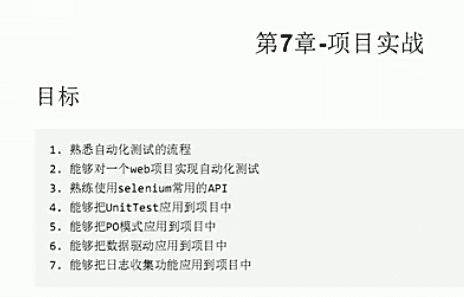 第7章-项目实战
目标
1. 熟悉自动化测试的流程
2. 能够对一个web项目实现自动化测试
3. 熟练使用selenium常用的API
4. 能够把UnitTest应用到项目中
5. 能够把PO模式应用到项目中
6. 能够把数据驱动应用到项目中
7. 能够把日志收集功能应用到项目中